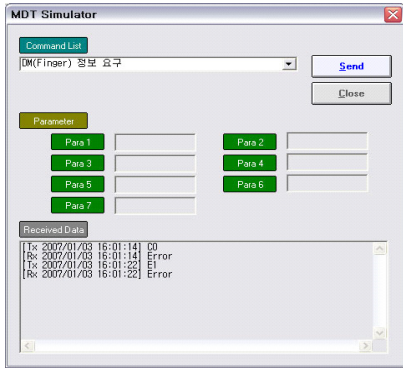 MDT Simulator
Command List
DM(Finger) 정보 요구
Send
Close
Parameter
Para 1
Para 2
Para 3
Para 4
Para 5
Para 6
Para 7
Received Data
[Tx 2007/01/03 16:01:14] C0
[Rx 2007/01/03 16:01:14] Error
[Tx 2007/01/03 16:01:22] E1
[Rx 2007/01/03 16:01:22] Error